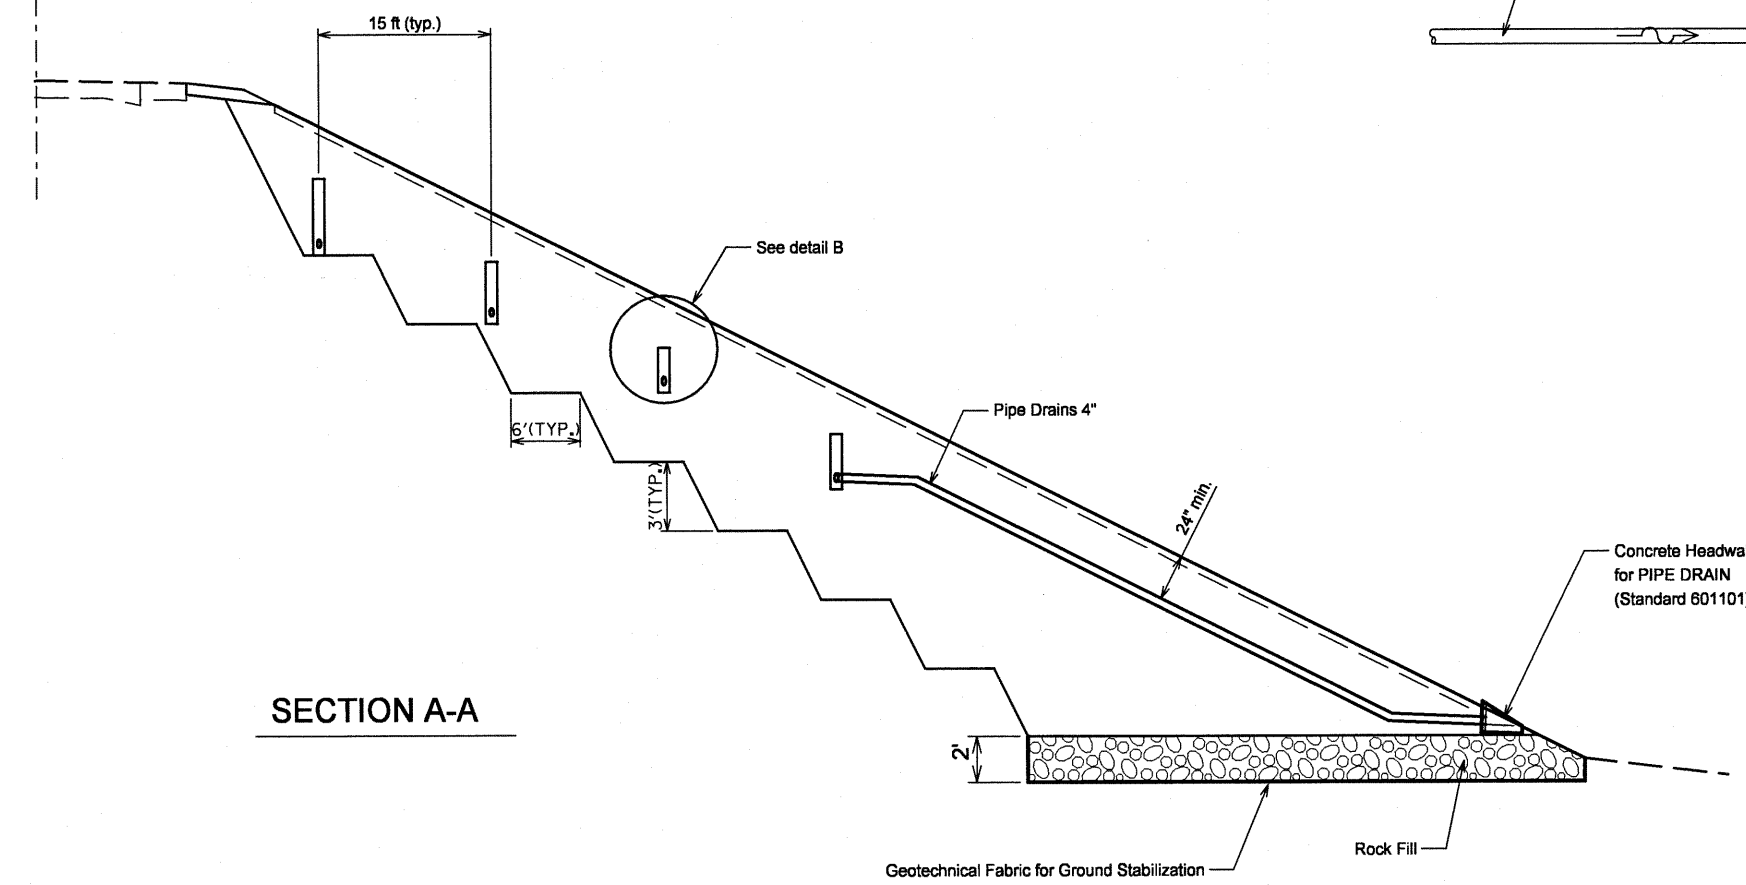 15 ft (typ.)
See detail B
6'(TYP.)
3'(TYP.)
Pipe Drains 4"
24" min.
Concrete Headwa
for PIPE DRAIN
(Standard 601101)
SECTION A-A
2'
Rock Fill
Geotechnical Fabric for Ground Stabilization